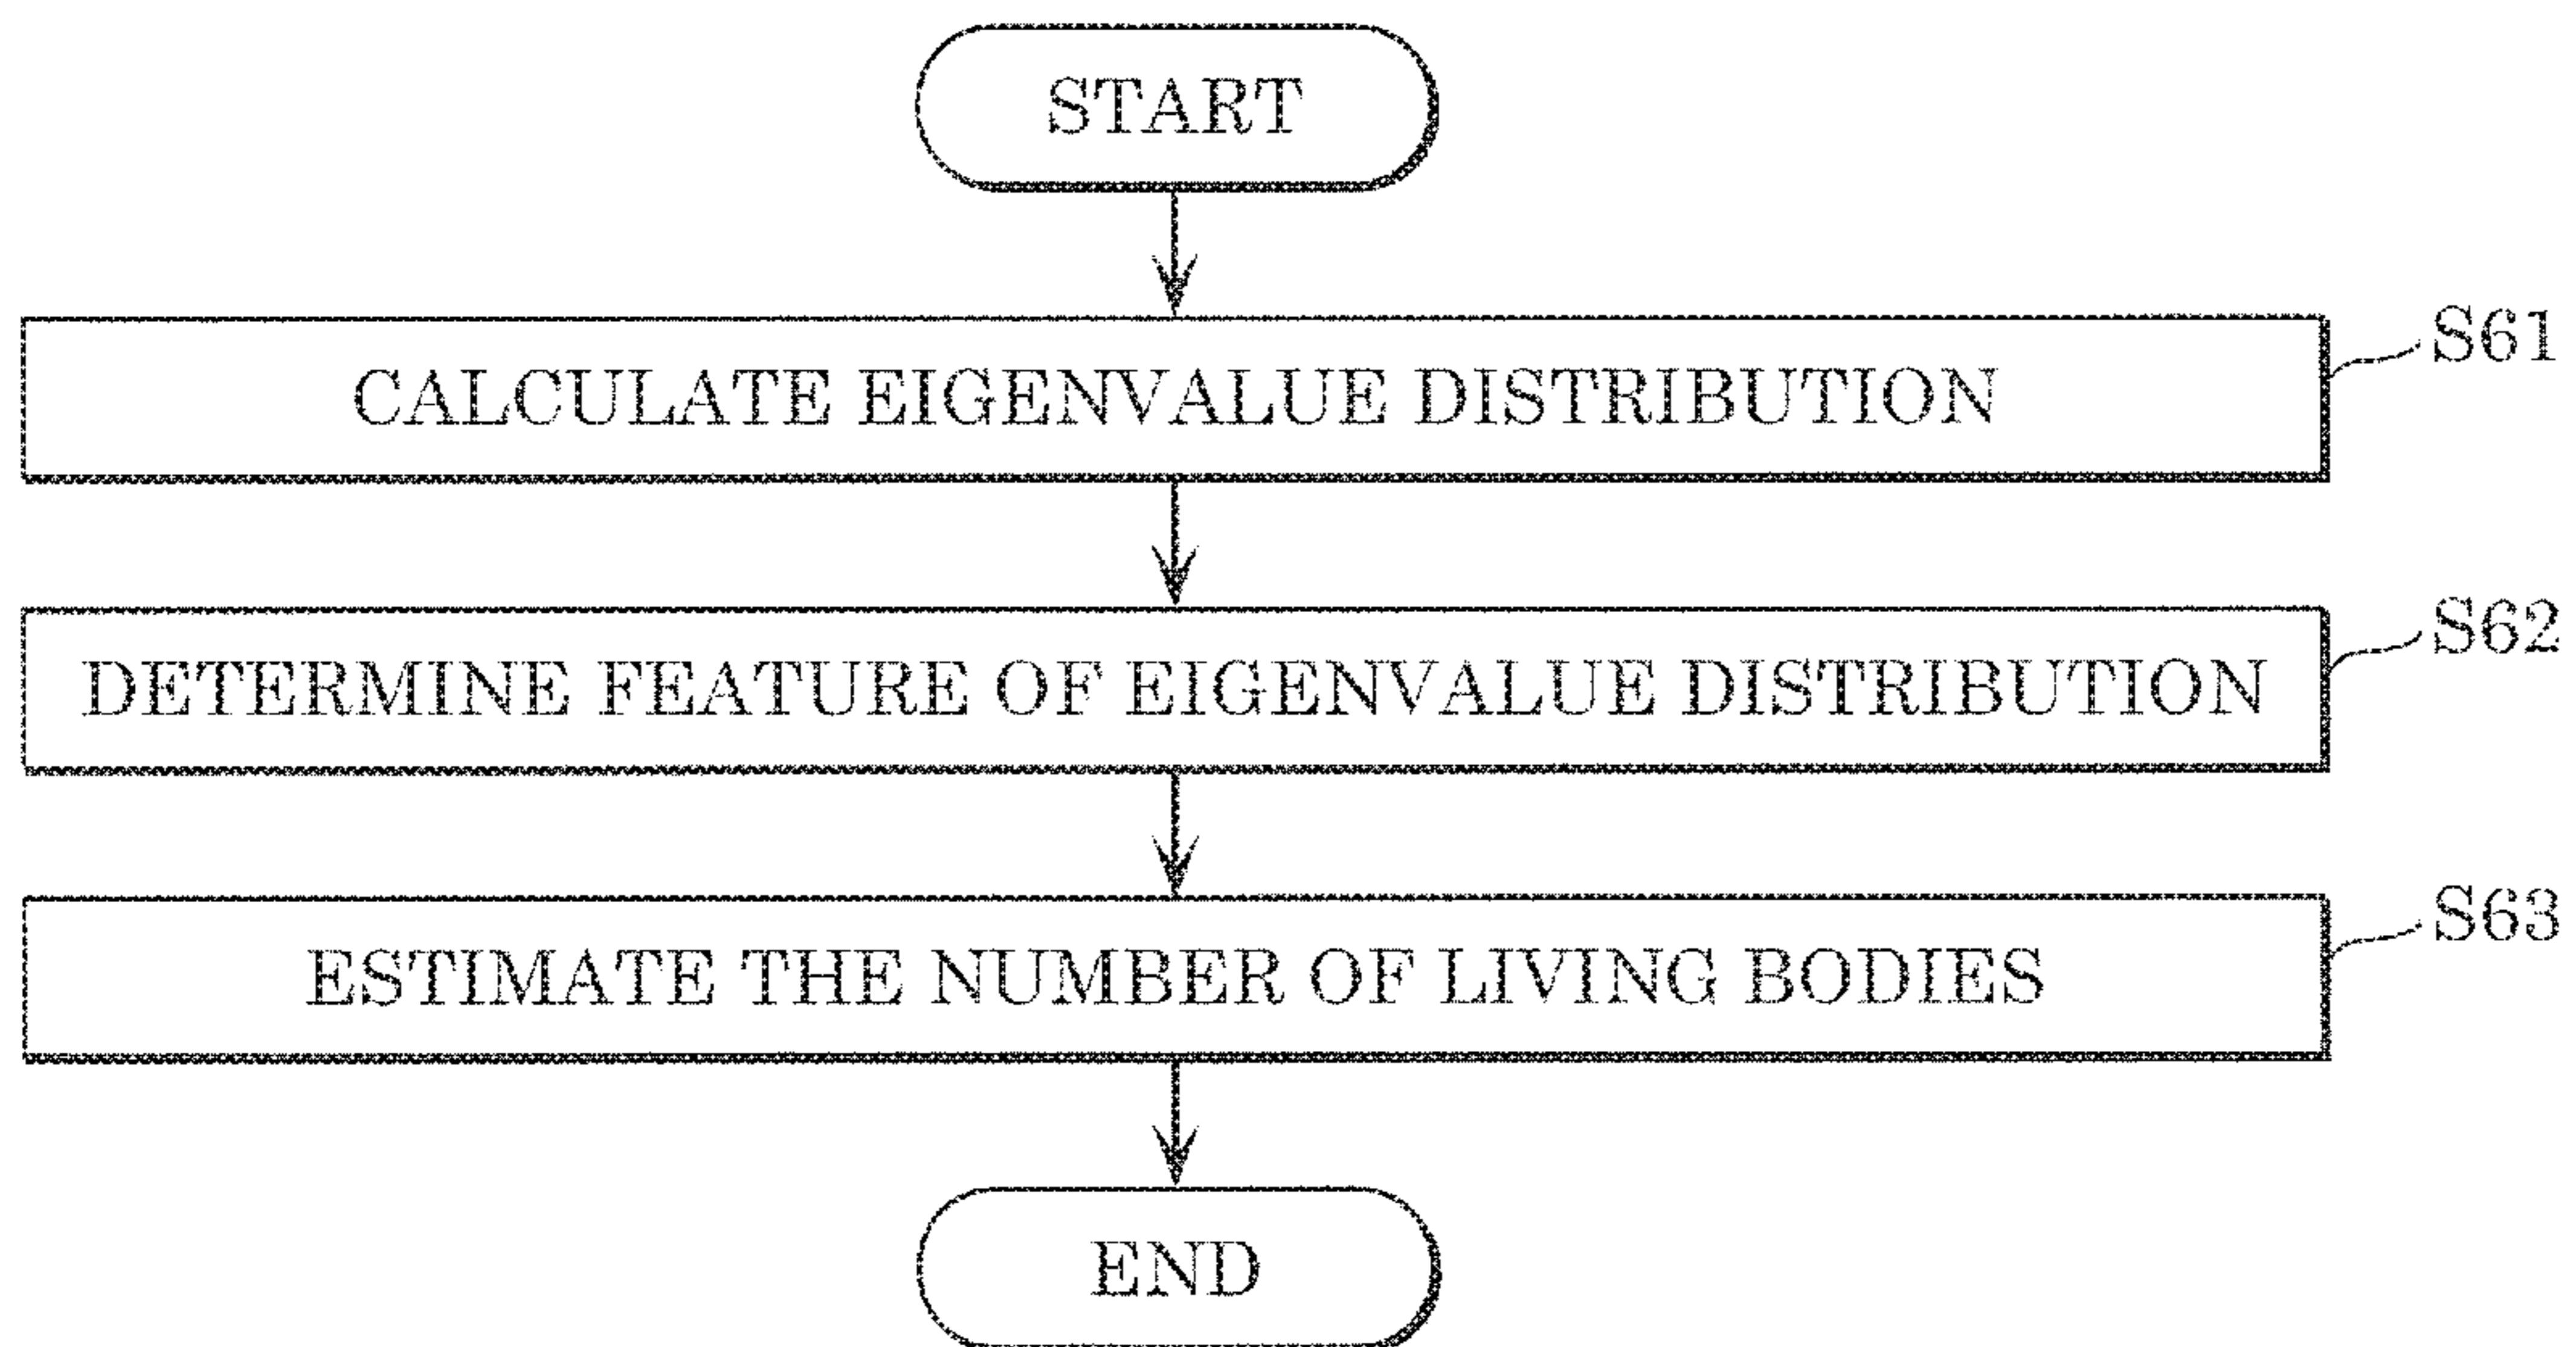 START
CALCULATE EIGENVALUE DISTRIBUTION
S61
DETERMINE FEATURE OF EIGENVALUE DISTRIBUTION
S62
ESTIMATE THE NUMBER OF LIVING BODIES
S63
END